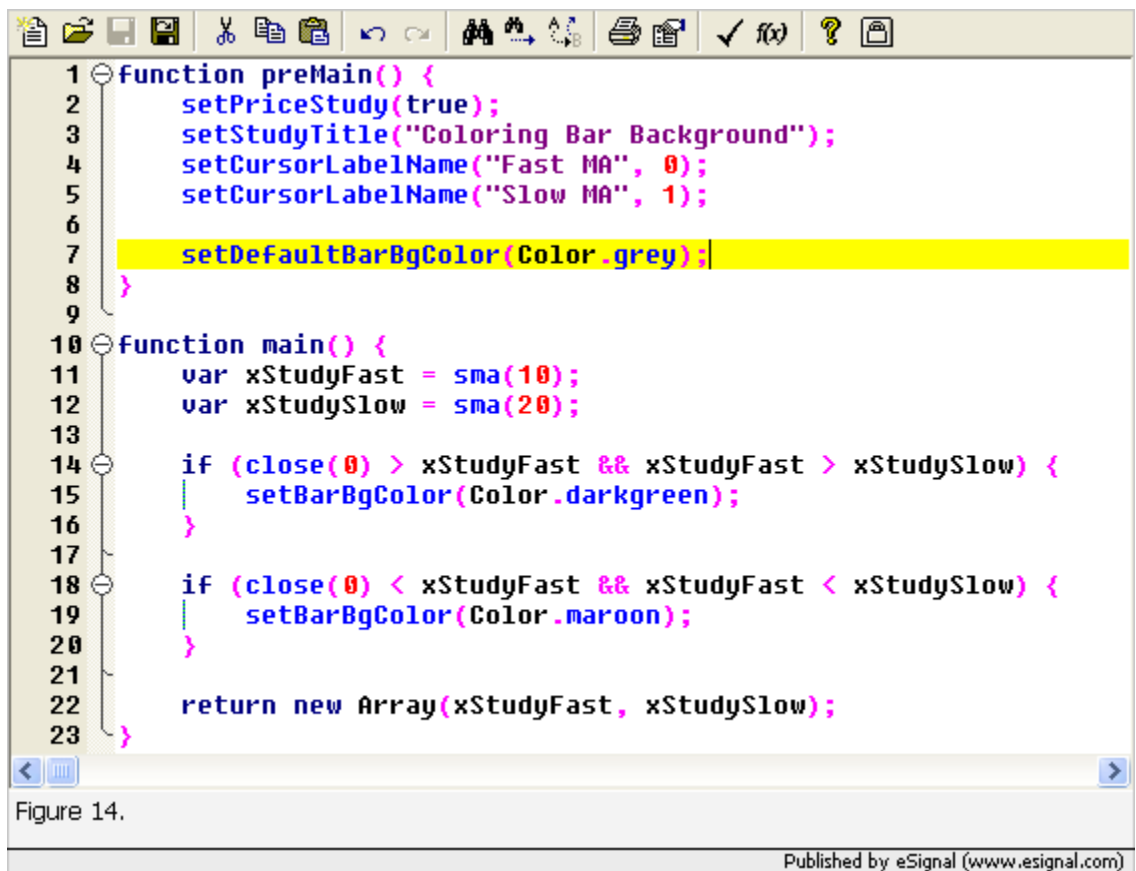 1 function preMain() {
2 setPriceStudy(true);
3 setStudyTitle("Coloring Bar Background");
4 setCursorLabelName("Fast MA", 0);
5 setCursorLabelName("Slow MA", 1);
6
7 setDefaultBarBgColor(Color.grey);
8 }
9
10 function main() {
11 var xStudyFast = sma(10);
12 var xStudySlow = sma(20);
13
14 if (close(0) > xStudyFast && xStudyFast > xStudySlow) {
15 setBarBgColor(Color.darkgreen);
16 }
17
18 if (close(0) < xStudyFast && xStudyFast < xStudySlow) {
19 setBarBgColor(Color.maroon);
20 }
21
22 return new Array(xStudyFast, xStudySlow);
23 }
Figure 14.
Published by eSignal (www.esignal.com)